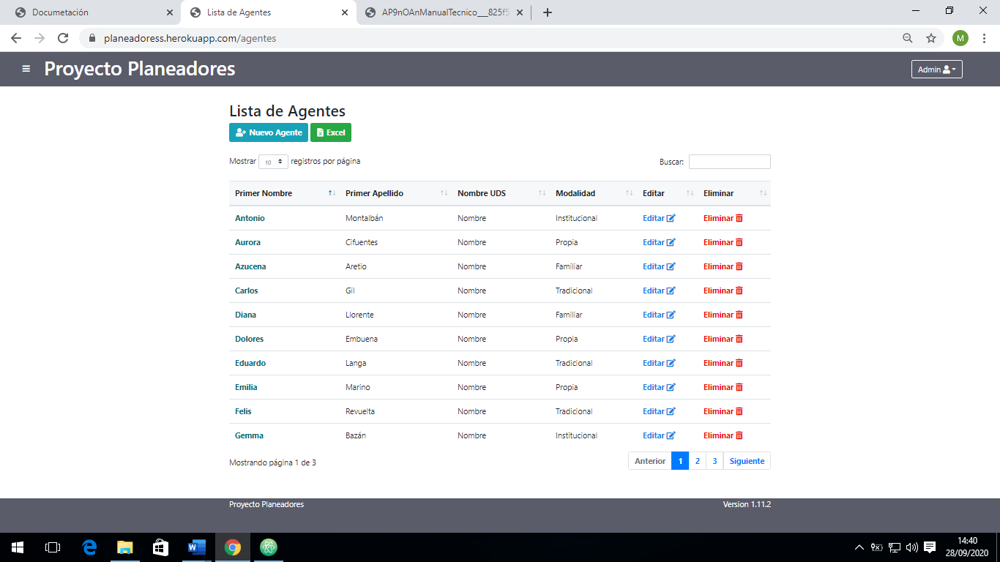 Documetación
Lista de Agentes
AP9nOAnManualTecnico___825f5
planeadoress.herokuapp.com/agentes
M
Proyecto Planeadores
Admin
Lista de Agentes
Nuevo Agente Excel
Mostrar 10 registros por página Buscar:
Primer Nombre Primer Apellido Nombre UDS Modalidad Editar Eliminar
Antonio Montalbán Nombre Institucional Editar Eliminar
Aurora Cifuentes Nombre Propia Editar Eliminar
Azucena Aretio Nombre Familiar Editar Eliminar
Carlos Gil Nombre Tradicional Editar Eliminar
Diana Llorente Nombre Familiar Editar Eliminar
Dolores Embuena Nombre Propia Editar Eliminar
Eduardo Langa Nombre Tradicional Editar Eliminar
Emilia Marino Nombre Propia Editar Eliminar
Felis Revuelta Nombre Tradicional Editar Eliminar
Gemma Bazán Nombre Institucional Editar Eliminar
Mostrando página 1 de 3 Anterior 1 2 3 Siguiente
Proyecto Planeadores Version 1.11.2
14:40
28/09/2020